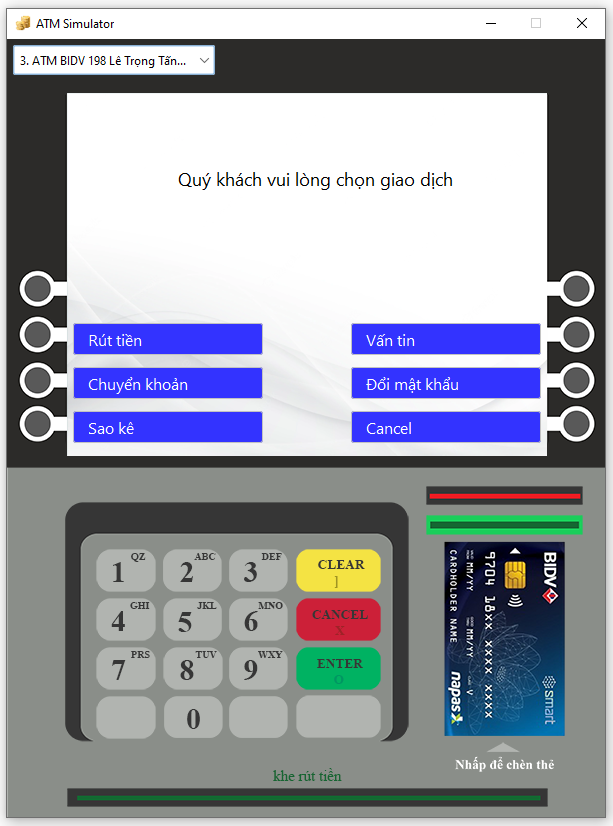 ATM Simulator
3. ATM BIDV 198 Lê Trọng Tấn...
Quý khách vui lòng chọn giao dịch
Rút tiền
Vấn tin
Chuyển khoản
Đổi mật khẩu
Sao kê
Cancel
1 QZ
2 ABC
3 DEF
CLEAR
]
4 GHI
5 JKL
6 MNO
CANCEL
X
7 PRS
8 TUV
9 WXY
ENTER
O
0
BIDV
9704 18XX XXXX XXXX
MM/YY
MM/YY
V
CARDHOLDER NAME
smart
napas
Nhấp để chèn thẻ
khe rút tiền